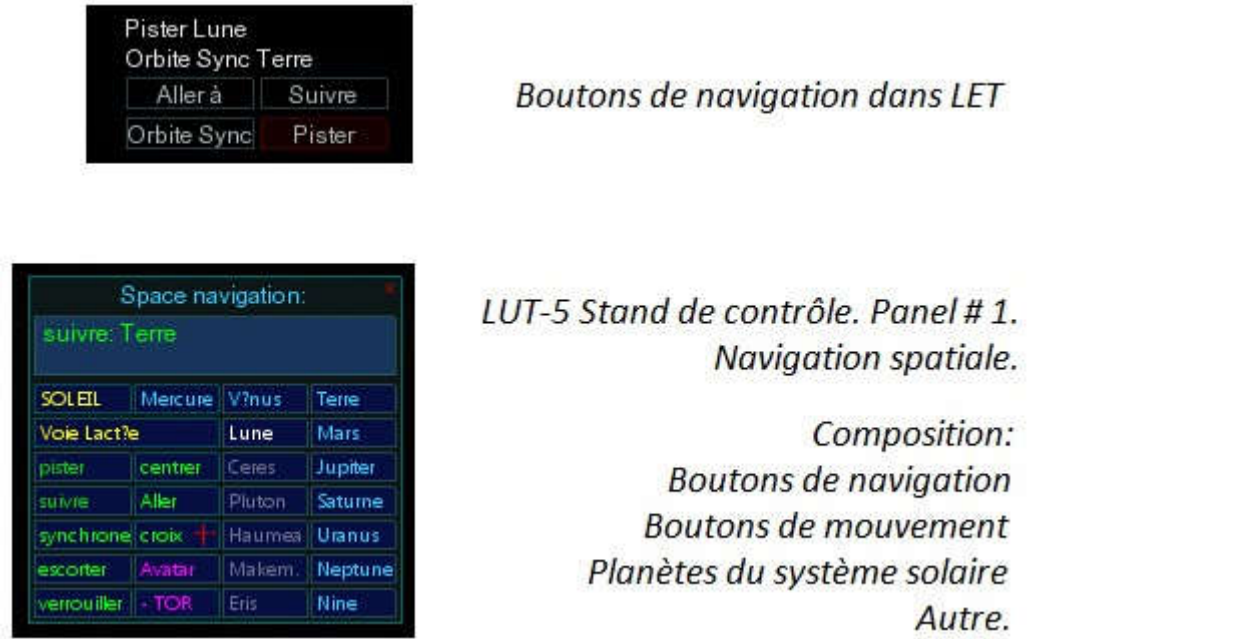 Pister Lune
Orbite Sync Terre
Aller à Suivre
Orbite Sync Pister
Boutons de navigation dans LET
Space navigation:
suivre: Terre
SOLEIL Mercure V?nus Terre
Voie Lact?e Lune Mars
pister centrer Ceres Jupiter
suivre Aller Pluton Saturne
synchrone croix Haumea Uranus
escorter Avatar Makem. Neptune
verrouiller - TOR Eris Nine
LUT-5 Stand de contrôle. Panel # 1.
Navigation spatiale.
Composition:
Boutons de navigation
Boutons de mouvement
Planètes du système solaire
Autre.